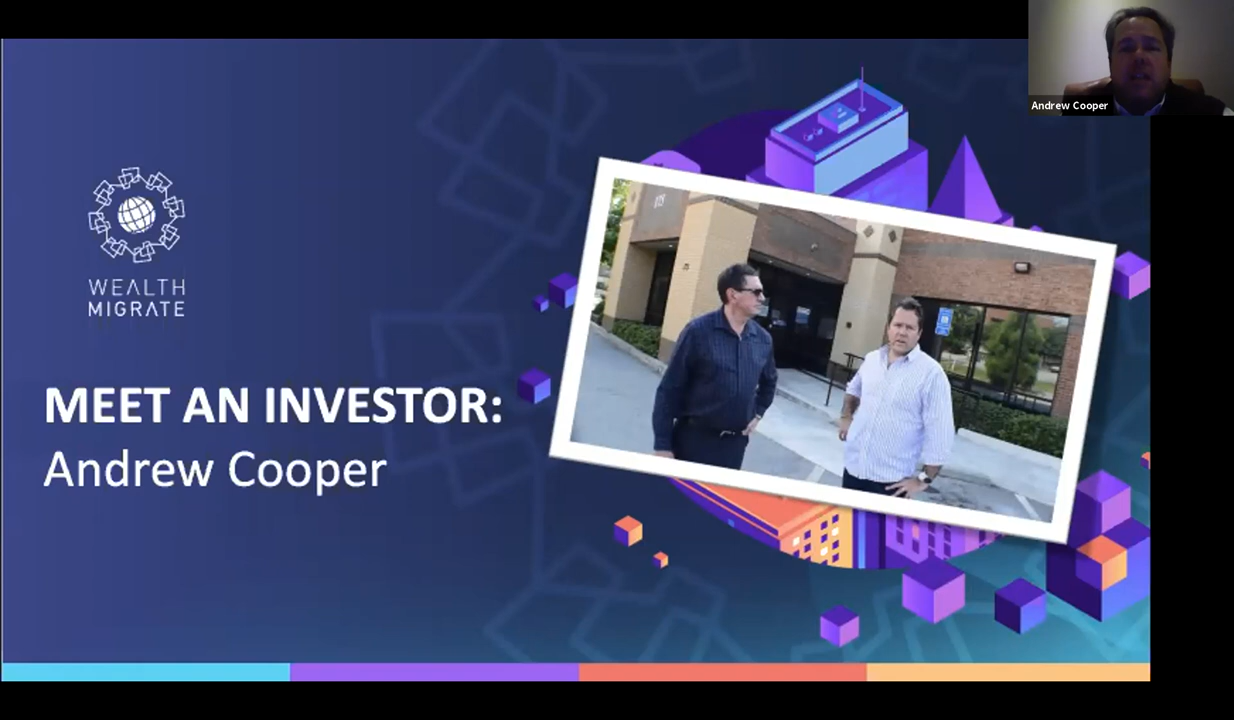 Andrew Cooper
WEALTH
MIGRATE
MEET AN INVESTOR:
Andrew Cooper